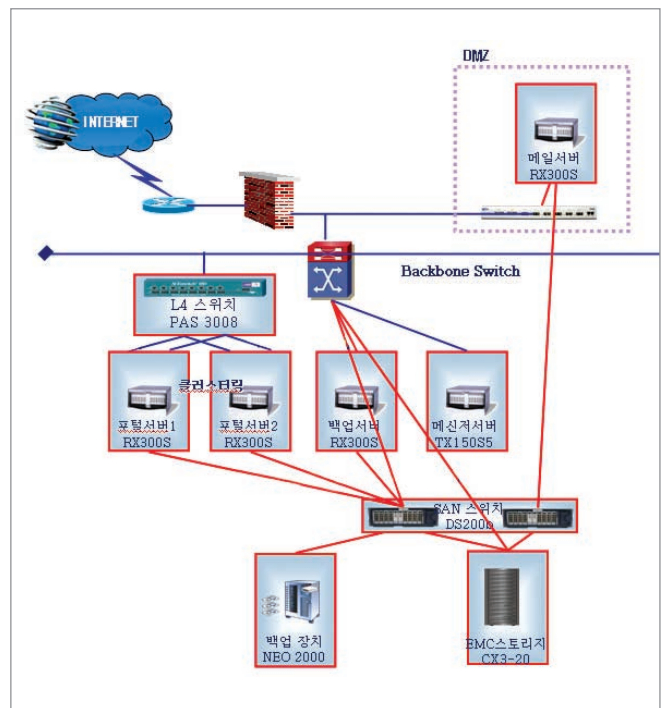 DMZ
INTERNET
메일서버
RX300S
Backbone Switch
L4 스위치
PAS 3008
클러스터링
포털서버1
RX300S
포털서버2
RX300S
백업서버
RX300S
메신저서버
TX150S5
SAN 스위치
DS200b
백업 장치
NEO 2000
EMC스토리지
CX3-20